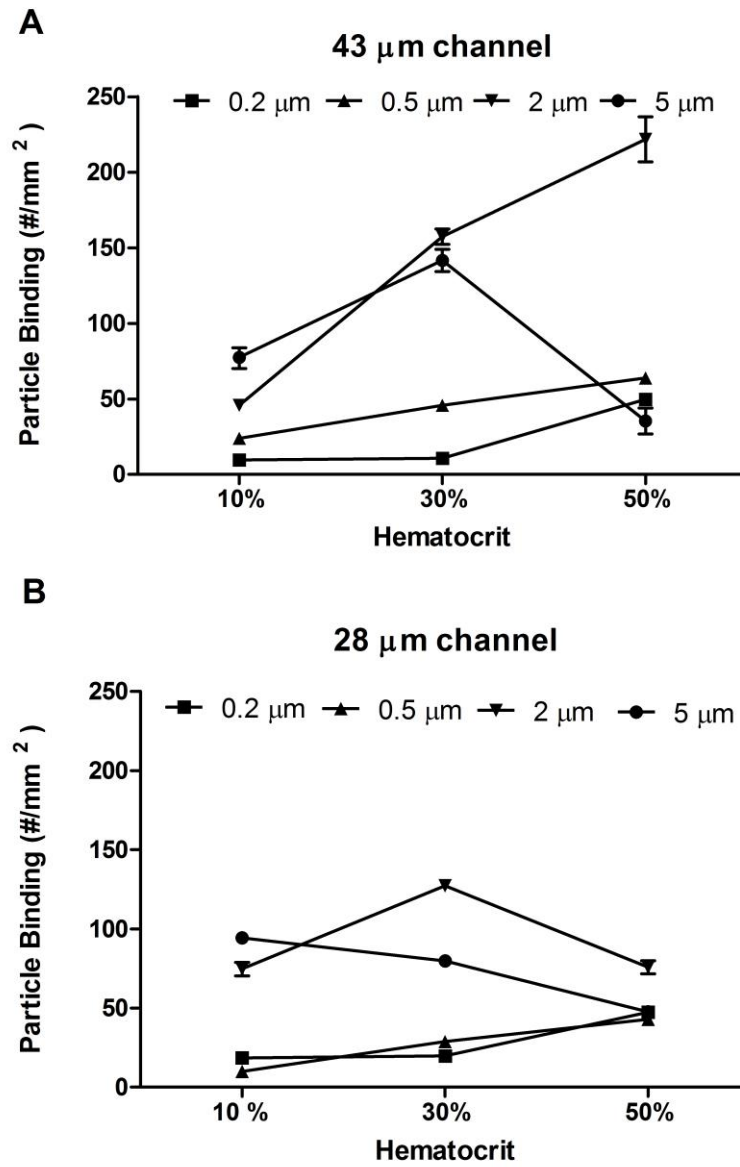 A
43 μm channel
250
0.2 μm
0.5 μm
2 μm
5 μm
200
150
100
50
0
Particle Binding (#/mm 2 )
10%
30%
50%
Hematocrit
B
28 μm channel
250
0.2 μm
0.5 μm
2 μm
5 μm
200
150
100
50
0
Particle Binding (#/mm 2 )
10 %
30%
50%
Hematocrit